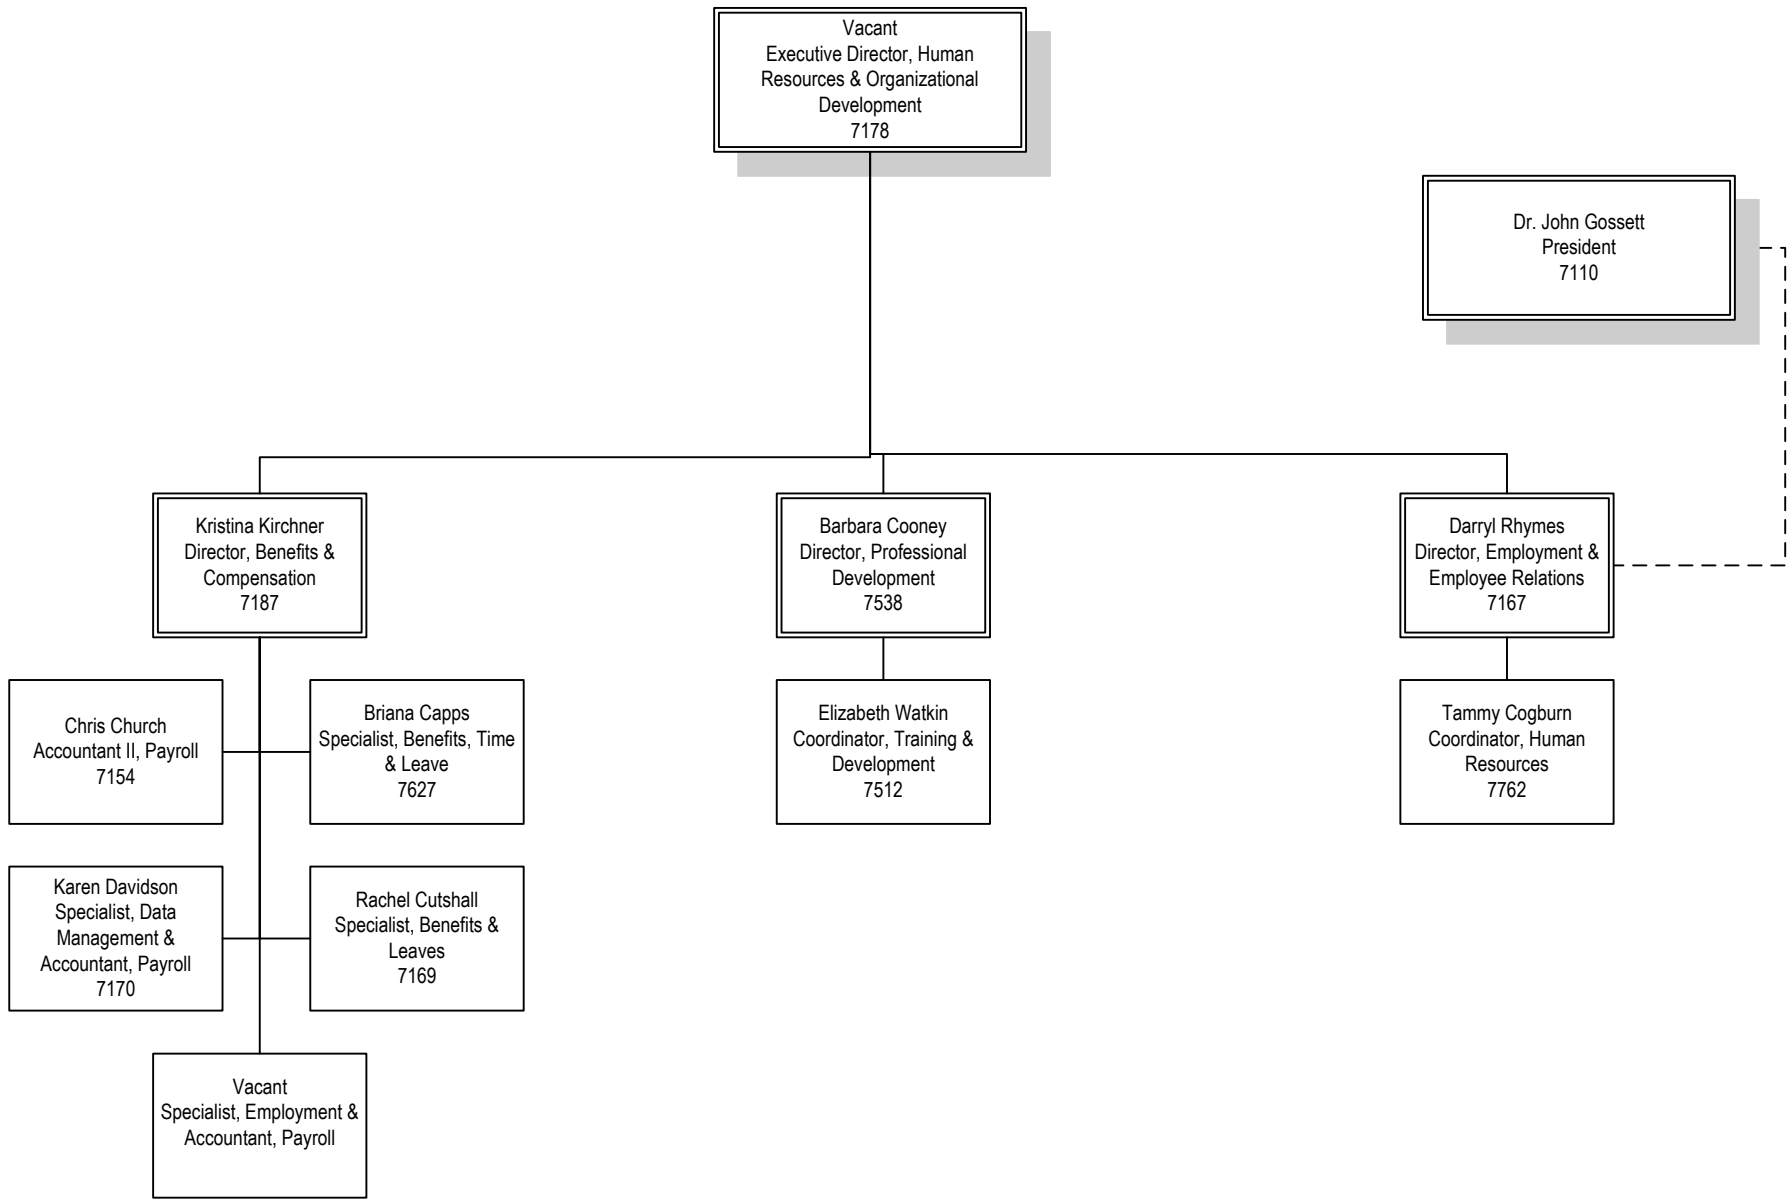 Vacant
Executive Director, Human
Resources & Organizational
Development
7178
Dr. John Gossett
President
7110
Kristina Kirchner
Director, Benefits &
Compensation
7187
Barbara Cooney
Director, Professional
Development
7538
Darryl Rhymes
Director, Employment &
Employee Relations
7167
Chris Church
Accountant II, Payroll
7154
Briana Capps
Specialist, Benefits, Time
& Leave
7627
Elizabeth Watkin
Coordinator, Training &
Development
7512
Tammy Cogburn
Coordinator, Human
Resources
7762
Karen Davidson
Specialist, Data
Management &
Accountant, Payroll
7170
Rachel Cutshall
Specialist, Benefits &
Leaves
7169
Vacant
Specialist, Employment &
Accountant, Payroll